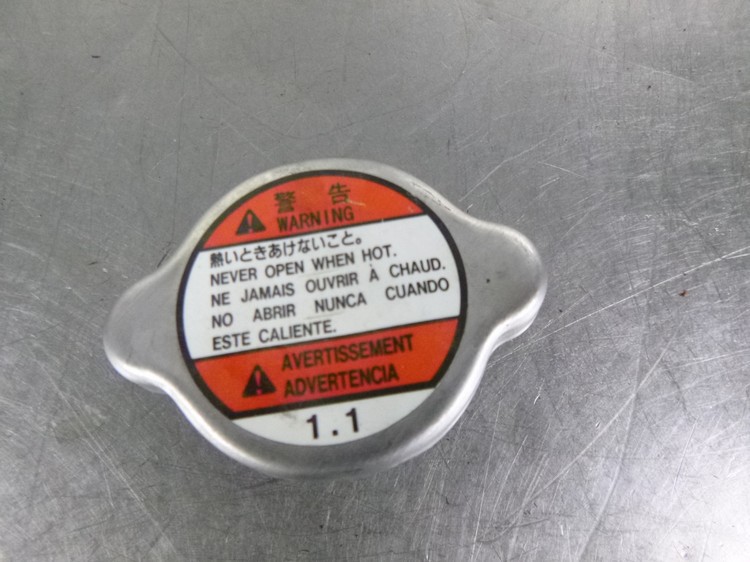 警告
WARNING
熱いときあけないこと。
NEVER OPEN WHEN HOT.
NE JAMAIS OUVRIR À CHAUD.
NO ABRIR NUNCA CUANDO
ESTE CALIENTE.
AVERTISSEMENT
ADVERTENCIA
1.1